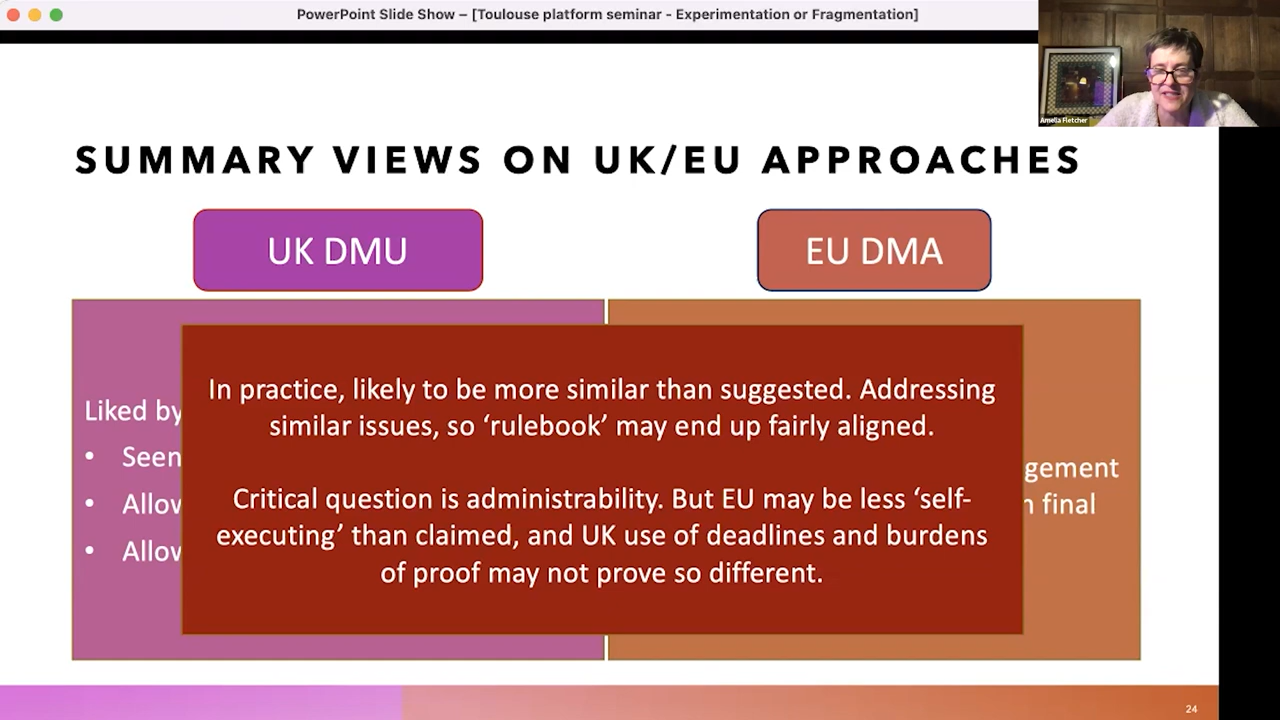 PowerPoint Slide Show – [Toulouse platform seminar - Experimentation or Fragmentation]
Amelia Fletcher
SUMMARY VIEWS ON UK/EU APPROACHES
UK DMU
EU DMA
In practice, likely to be more similar than suggested. Addressing
similar issues, so ‘rulebook’ may end up fairly aligned.
Critical question is administrability. But EU may be less ‘self-
executing’ than claimed, and UK use of deadlines and burdens
of proof may not prove so different.
Liked by
• Seen
• Allow
• Allow
gement
final
24